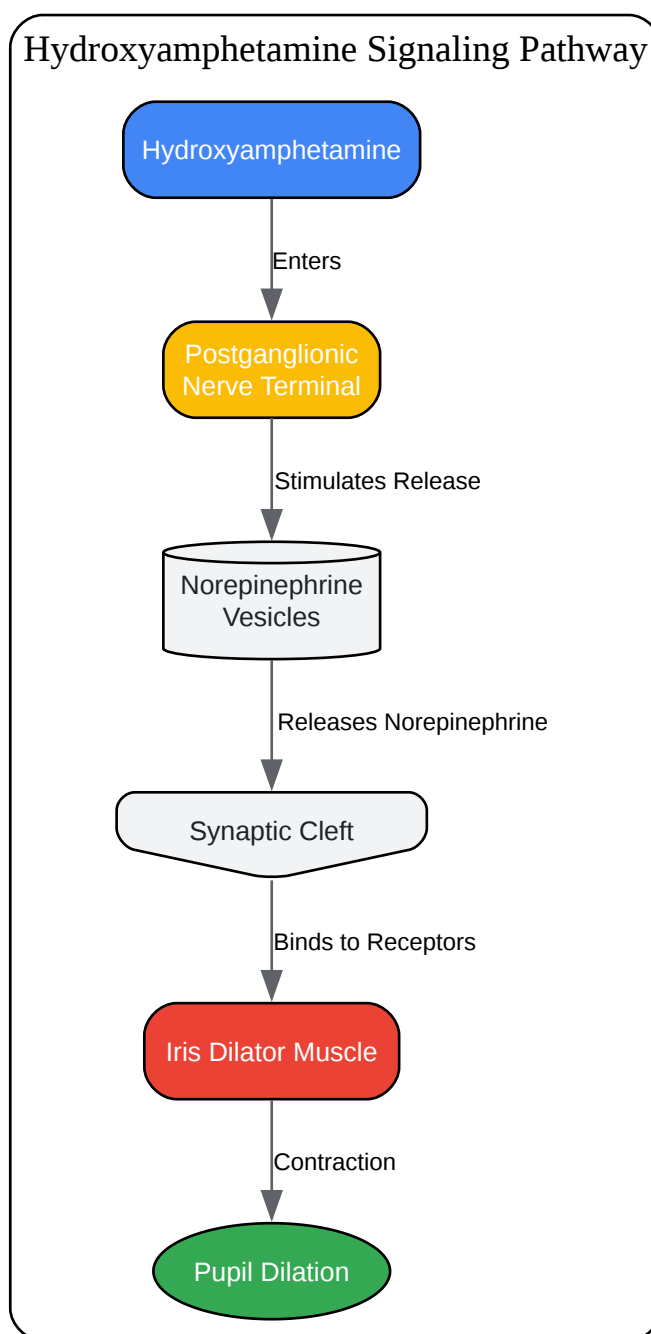 Hydroxyamphetamine Signaling Pathway
Hydroxyamphetamine
Enters
Postganglionic
Nerve Terminal
Stimulates Release
Norepinephrine
Vesicles
Releases Norepinephrine
Synaptic Cleft
Binds to Receptors
Iris Dilator Muscle
Contraction
Pupil Dilation